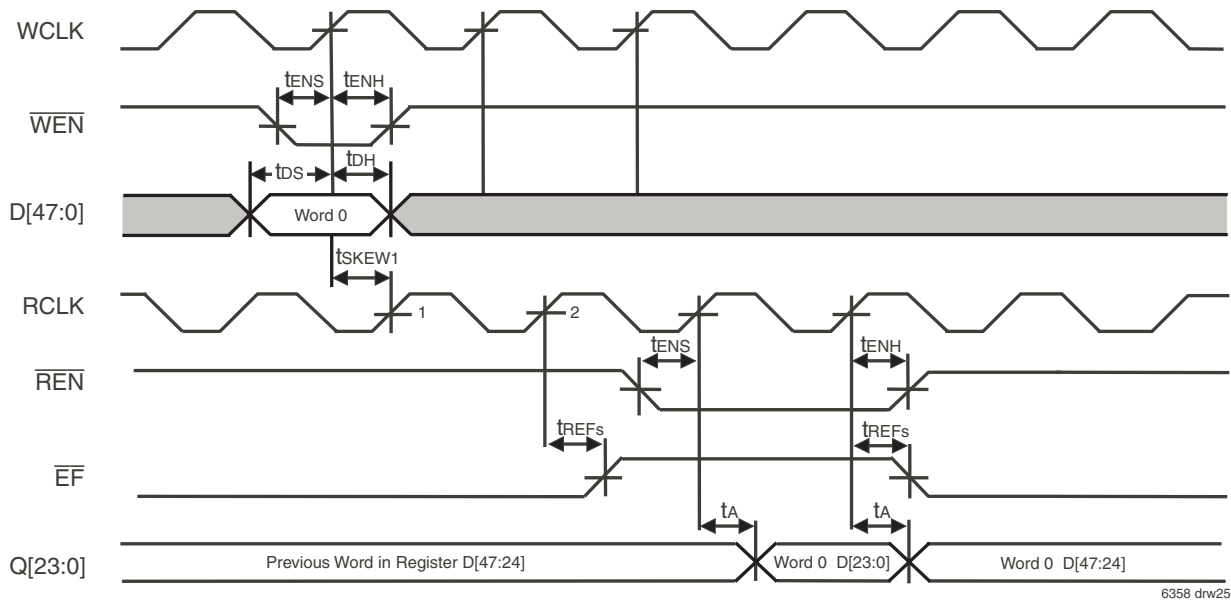 WCLK
tENS tENH
WEN
tDS tDH
D[47:0] Word 0
tSKEW1
RCLK 1 2
tENS tENH
REN
tREFs tREFs
EF
tA tA
Q[23:0] Previous Word in Register D[47:24] Word 0 D[23:0] Word 0 D[47:24]
6358 drw25